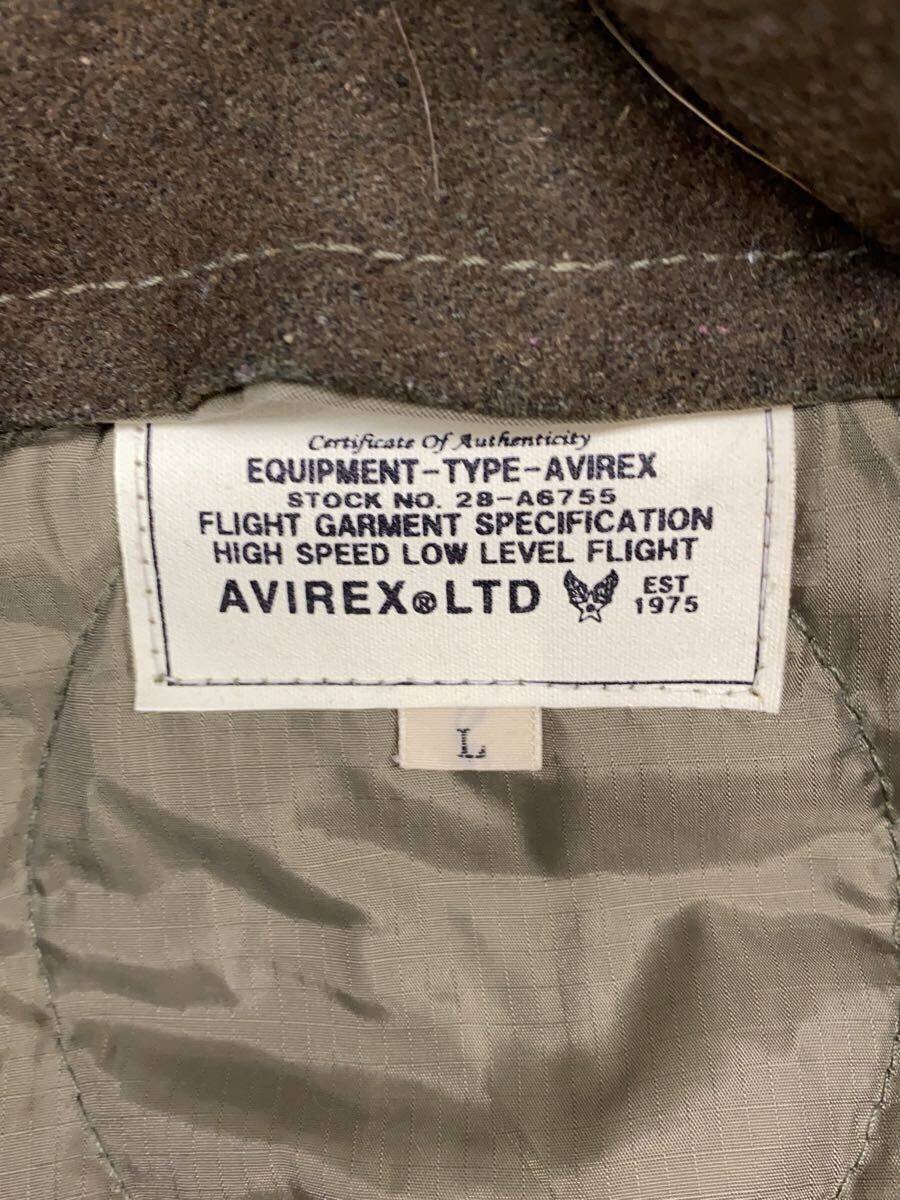 Certificate Of Authenticity
EQUIPMENT-TYPE-AVIREX
STOCK NO. 28-A6755
FLIGHT GARMENT SPECIFICATION
HIGH SPEED LOW LEVEL FLIGHT
AVIREX® LTD EST 1975
L